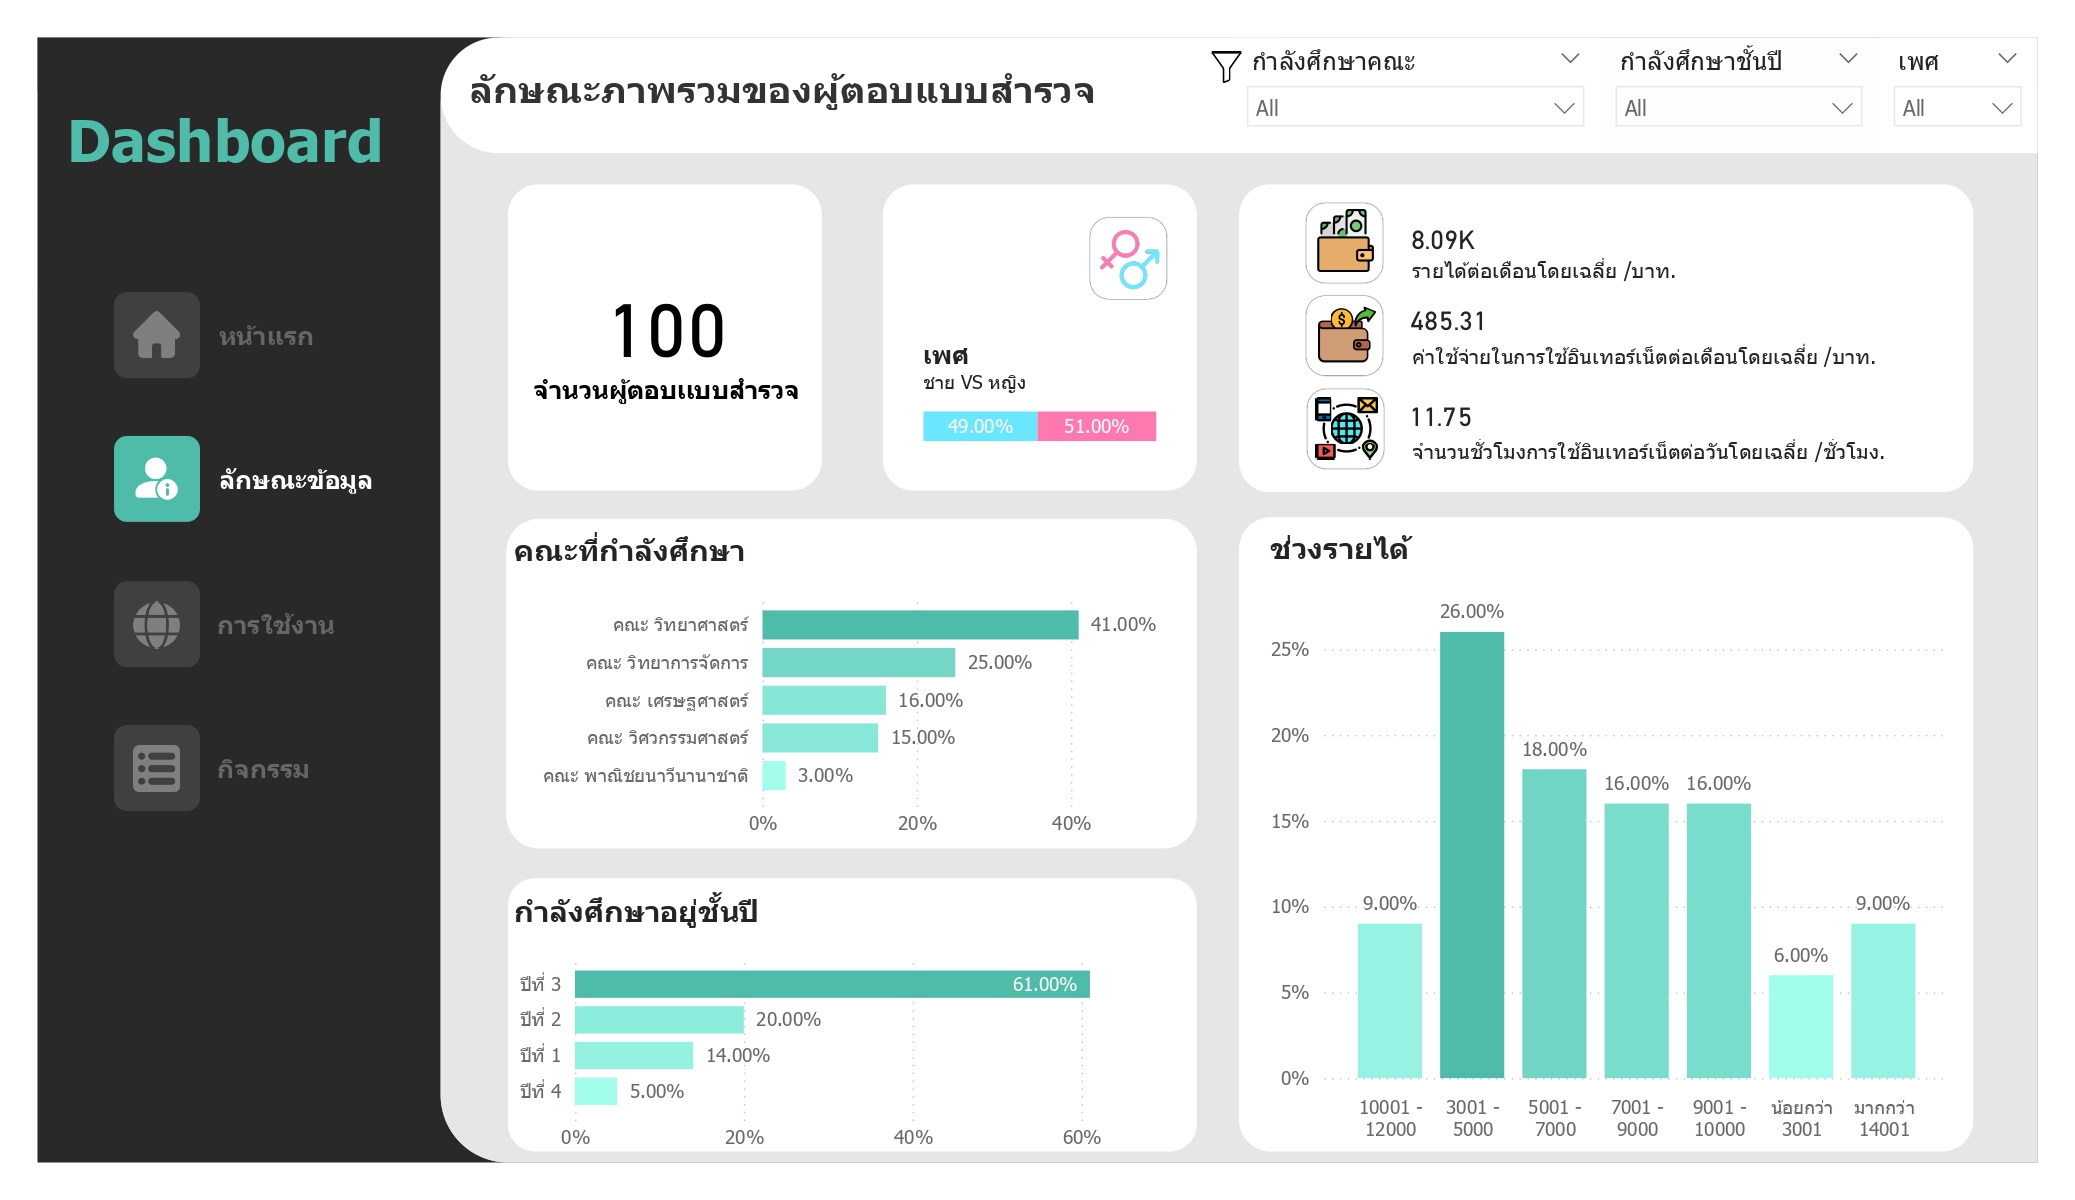 Dashboard
หน้าแรก
ลักษณะข้อมูล
การใช้งาน
กิจกรรม
ลักษณะภาพรวมของผู้ตอบแบบสำรวจ
กำลังศึกษาคณะ
All
กำลังศึกษาชั้นปี
All
เพศ
All
100
จำนวนผู้ตอบแบบสำรวจ
เพศ
ชาย VS หญิง
49.00% 51.00%
8.09K
รายได้ต่อเดือนโดยเฉลี่ย /บาท.
485.31
ค่าใช้จ่ายในการใช้อินเทอร์เน็ตต่อเดือนโดยเฉลี่ย /บาท.
11.75
จำนวนชั่วโมงการใช้อินเทอร์เน็ตต่อวันโดยเฉลี่ย /ชั่วโมง.
คณะที่กำลังศึกษา
คณะ วิทยาศาสตร์ 41.00%
คณะ วิทยาการจัดการ 25.00%
คณะ เศรษฐศาสตร์ 16.00%
คณะ วิศวกรรมศาสตร์ 15.00%
คณะ พาณิชยนาวีนานาชาติ 3.00%
0% 20% 40%
กำลังศึกษาอยู่ชั้นปี
ปีที่ 3 61.00%
ปีที่ 2 20.00%
ปีที่ 1 14.00%
ปีที่ 4 5.00%
0% 20% 40% 60%
ช่วงรายได้
26.00%
25%
20%
18.00%
16.00% 16.00%
15%
10%
9.00% 9.00%
6.00%
5%
0%
10001 - 3001 - 5001 - 7001 - 9001 - น้อยกว่า มากกว่า
12000 5000 7000 9000 10000 3001 14001